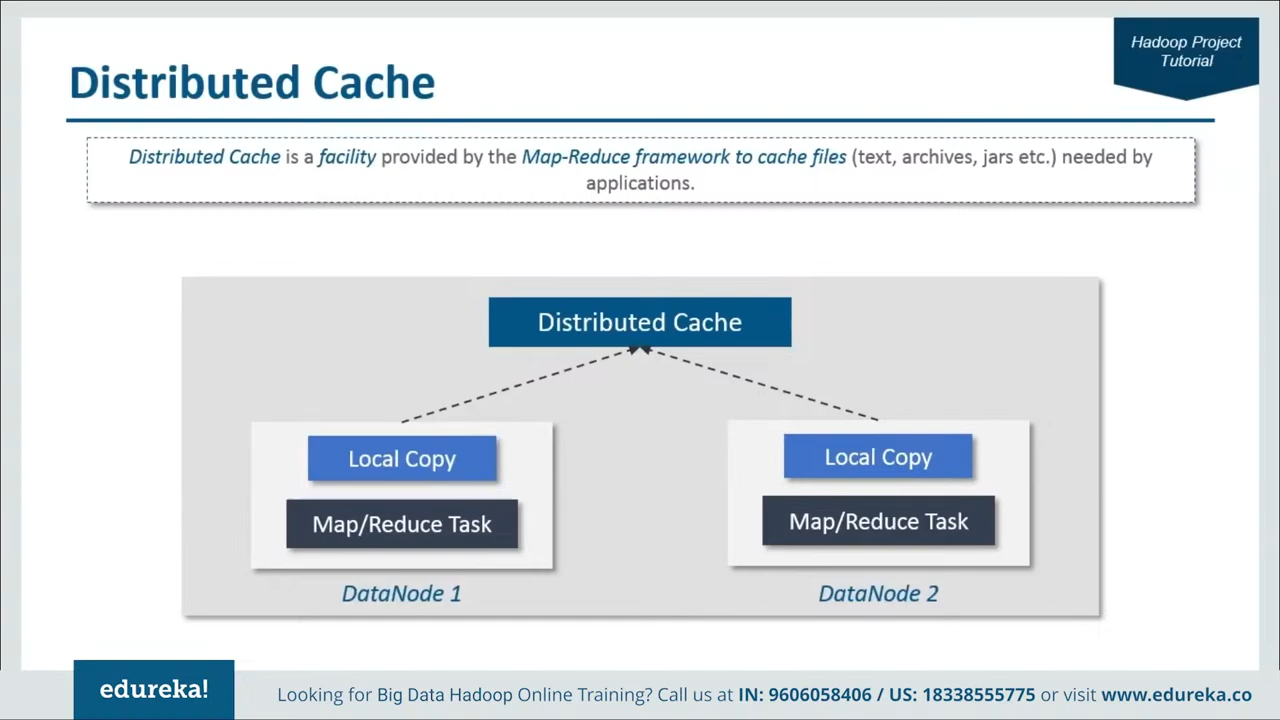 Hadoop Project
Tutorial
Distributed Cache
Distributed Cache is a facility provided by the Map-Reduce framework to cache files (text, archives, jars etc.) needed by
applications.
Distributed Cache
Local Copy
Map/Reduce Task
DataNode 1
Local Copy
Map/Reduce Task
DataNode 2
edureka!
Looking for Big Data Hadoop Online Training? Call us at IN: 9606058406 / US: 18338555775 or visit www.edureka.co